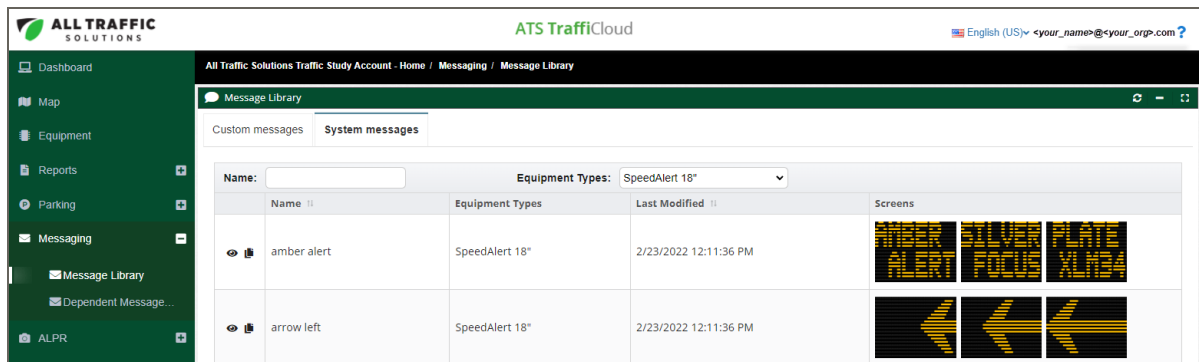 ALL TRAFFIC
SOLUTIONS
ATS TraffiCloud
English (US) <your_name>@<your_org>.com ?
Dashboard
All Traffic Solutions Traffic Study Account - Home / Messaging / Message Library
Map
Message Library
Equipment
Custom messages System messages
Reports
Name: Equipment Types: SpeedAlert 18"
Parking
Name Equipment Types Last Modified Screens
Messaging
amber alert SpeedAlert 18" 2/23/2022 12:11:36 PM
AMBER ALERT SILVER FOCUS PLATE XLM34
Message Library
Dependent Message...
arrow left SpeedAlert 18" 2/23/2022 12:11:36 PM
ALPR